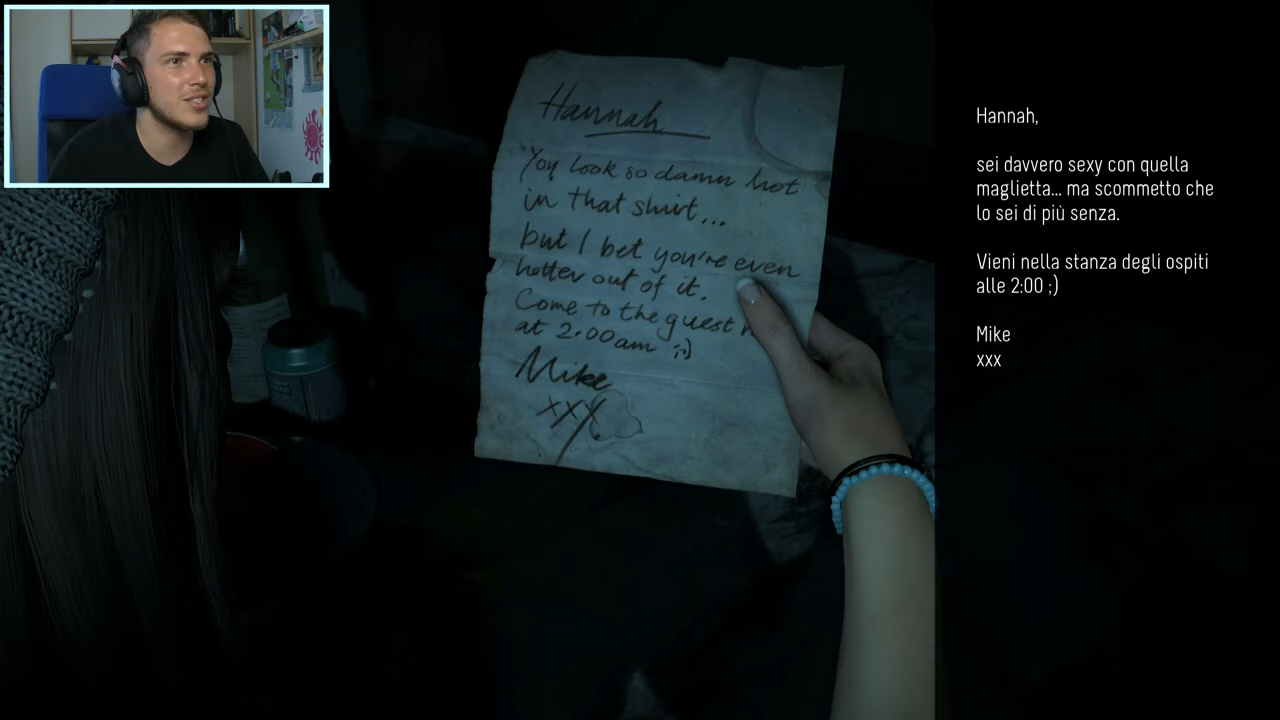 Hannah
You look so damn hot
in that shirt...
but I bet you're even
hotter out of it.
Come to the guest
at 2.00am ;)
Mike
xxx
Hannah,
sei davvero sexy con quella
maglietta... ma scommetto che
lo sei di più senza.
Vieni nella stanza degli ospiti
alle 2:00 ;)
Mike
xxx